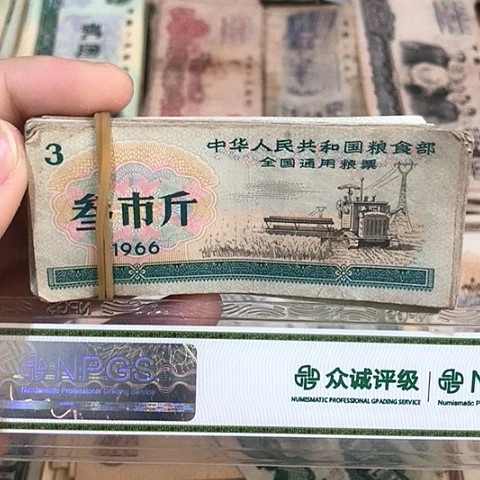 3
中华人民共和国粮食部
全国通用粮票
叁市斤
1966
NPGS
Numismatic Professional Grading Service
众诚评级
NUMISMATIC PROFESSIONAL GRADING SERVICE
N
Numismatic P